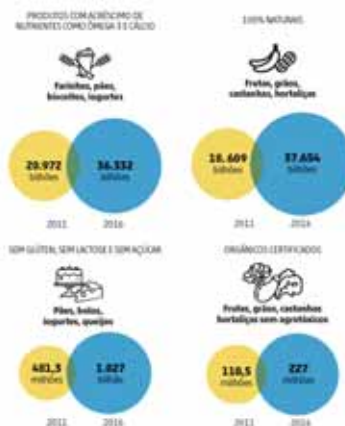 PRODUTOS COM ACRÉSCIMO DE
NUTRIENTES COMO ÔMEGA 3 E CÁLCIO
Farinhas, pães,
biscoitos, iogurtes
20.972
bilhões
36.332
bilhões
2011 2016
100% NATURAIS
Frutas, grãos,
castanhas, hortaliças
18.609
bilhões
37.654
bilhões
2011 2016
SEM GLÚTEN, SEM LACTOSE E SEM AÇÚCAR
Pães, bolos,
iogurtes, queijos
481,3
milhões
1.027
bilhão
2011 2016
ORGÂNICOS CERTIFICADOS
Frutas, grãos, castanhas
hortaliças sem agrotóxicos
118,5
milhões
227
milhões
2011 2016